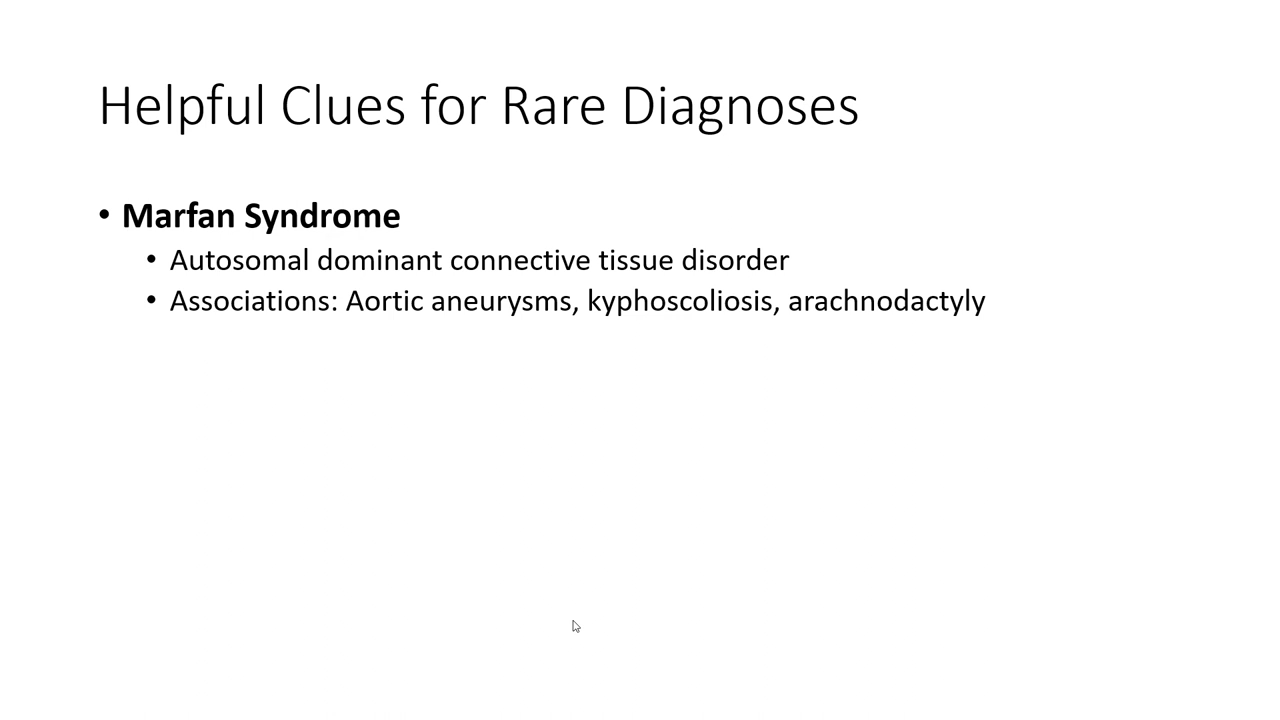 Helpful Clues for Rare Diagnoses
• Marfan Syndrome
• Autosomal dominant connective tissue disorder
• Associations: Aortic aneurysms, kyphoscoliosis, arachnodactyly